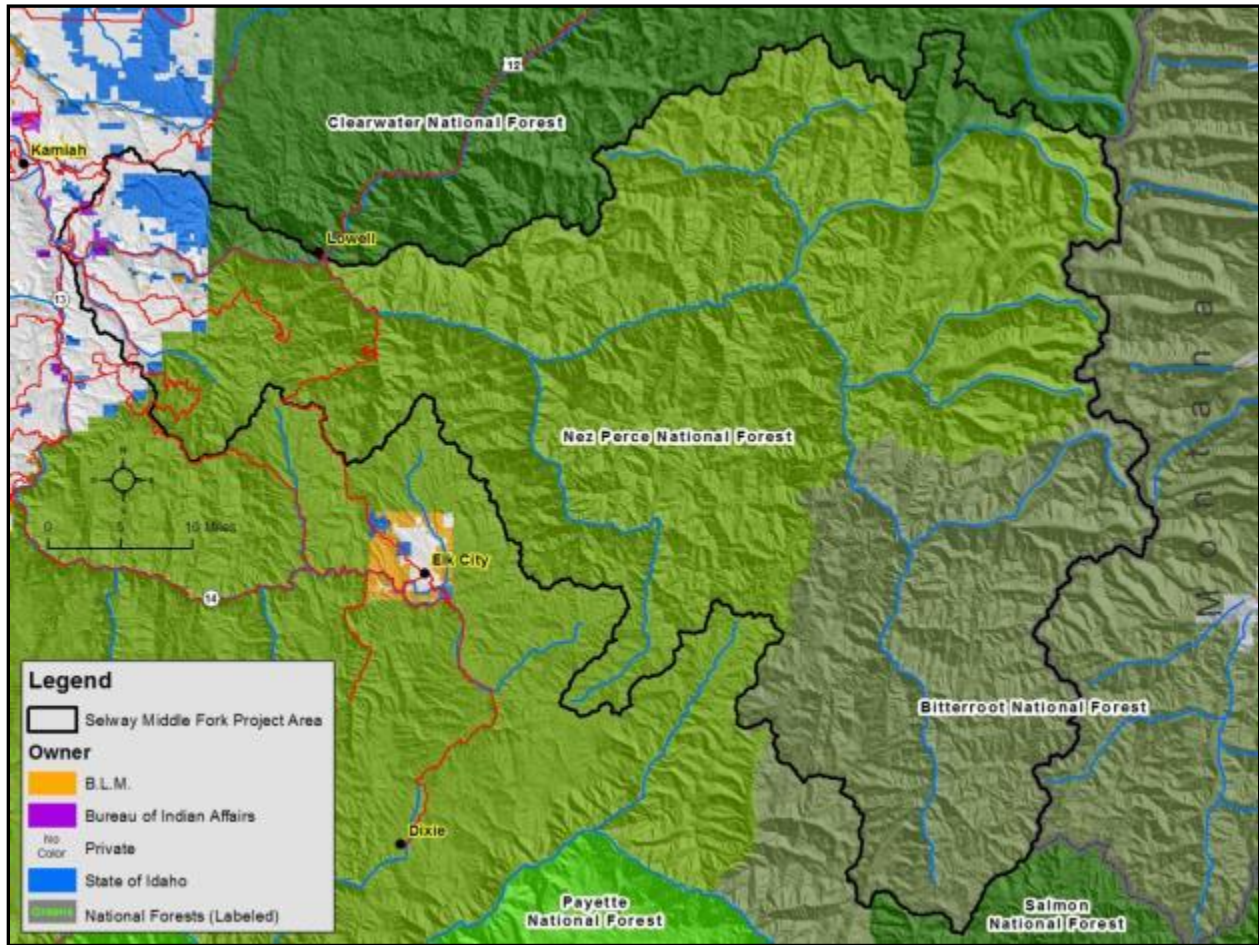 12
Clearwater National Forest
Kamiah
Lowell
13
Montana
Nez Perce National Forest
N
0 5 10 Miles
Elk City
14
Bitterroot National Forest
Dixie
Payette
National Forest
Salmon
National Forest
Legend
Selway Middle Fork Project Area
Owner
B.L.M.
Bureau of Indian Affairs
No
Color
Private
State of Idaho
Greens
National Forests (Labeled)